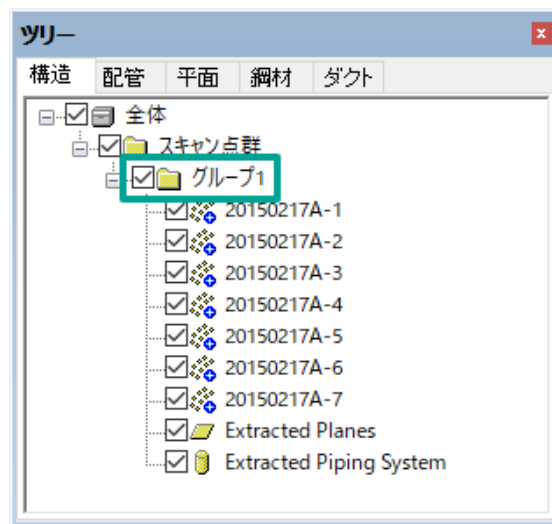 ツリー
構造 配管 平面 鋼材 ダクト
全体
スキャン点群
グループ1
20150217A-1
20150217A-2
20150217A-3
20150217A-4
20150217A-5
20150217A-6
20150217A-7
Extracted Planes
Extracted Piping System